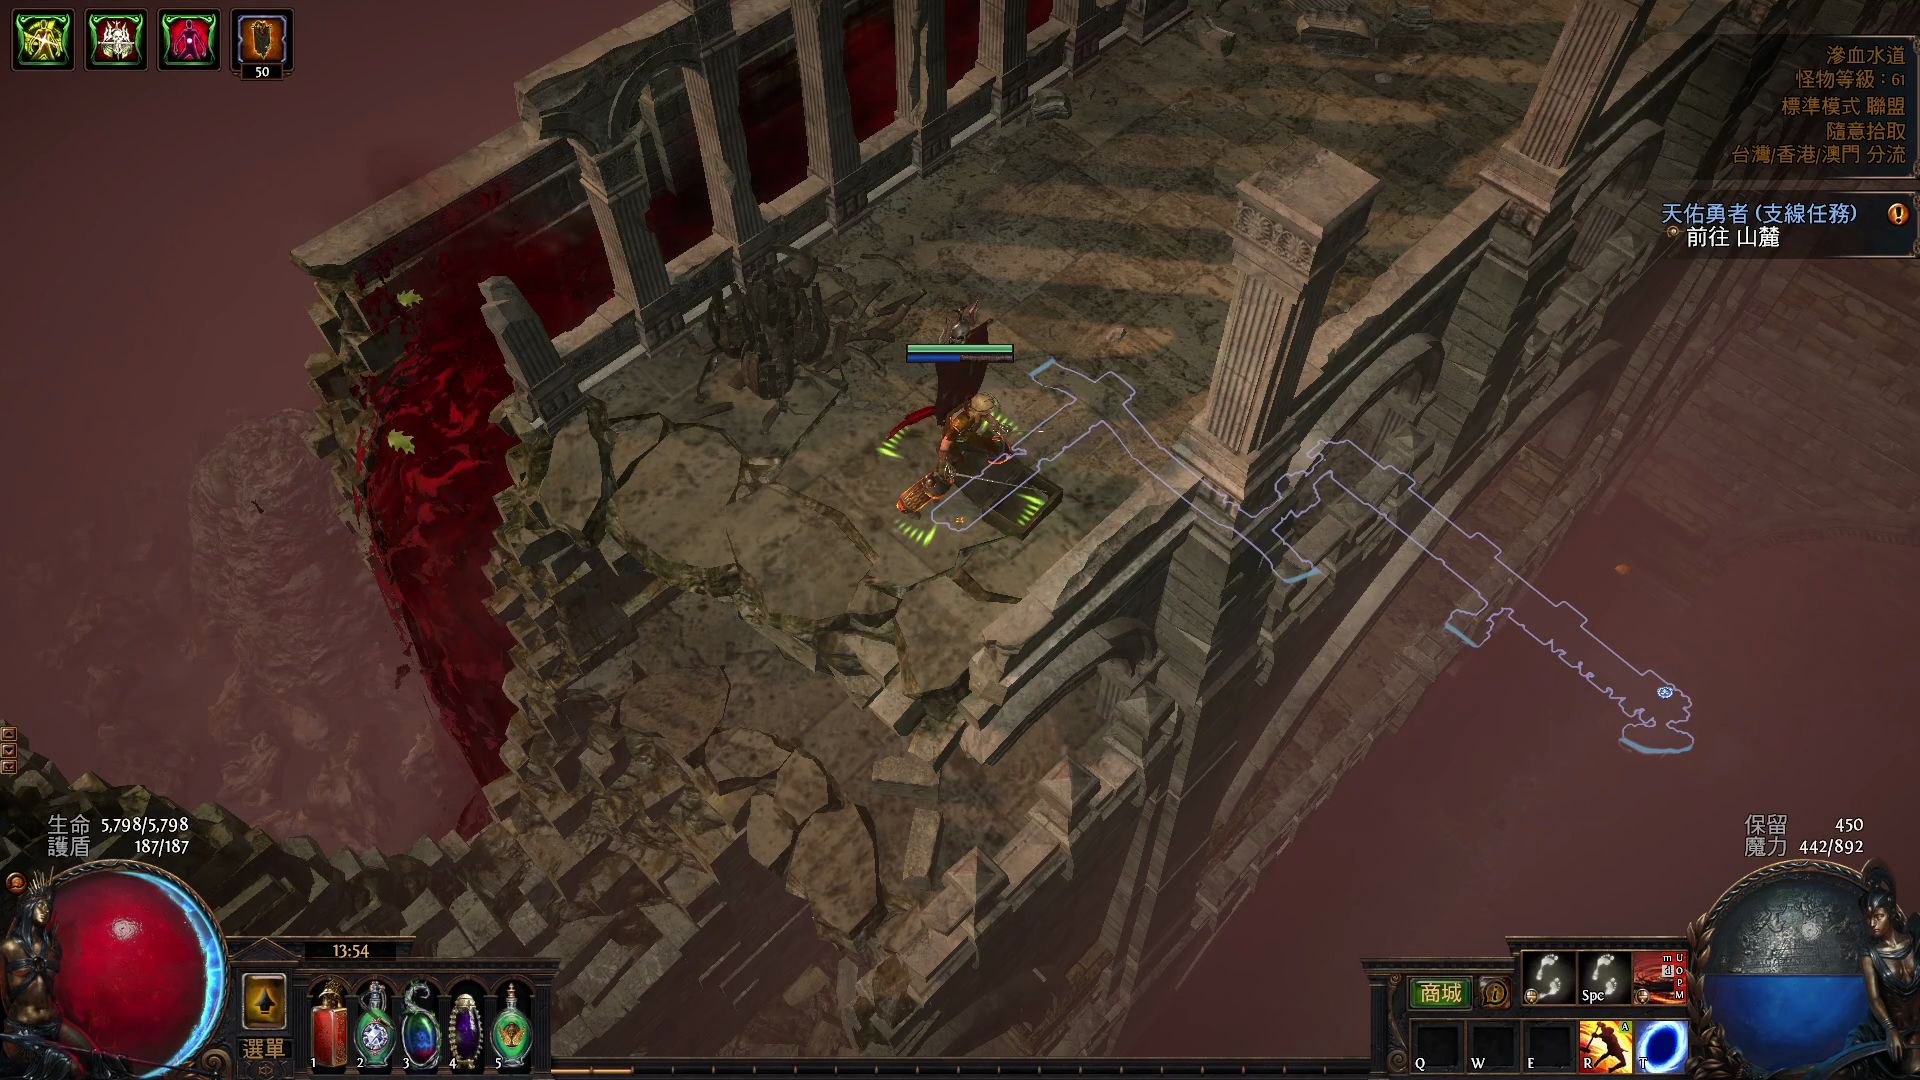 50
滲血水道
怪物等級：61
標準模式 聯盟
隨意拾取
台灣/香港/澳門 分流
天佑勇者 (支線任務)
前往 山麓
生命 5,798/5,798
護盾 187/187
保留 450
魔力 442/892
13:54
選單
1 2 3 4 5
商城
Spc
m U
d O
P
M
Q W E R A T